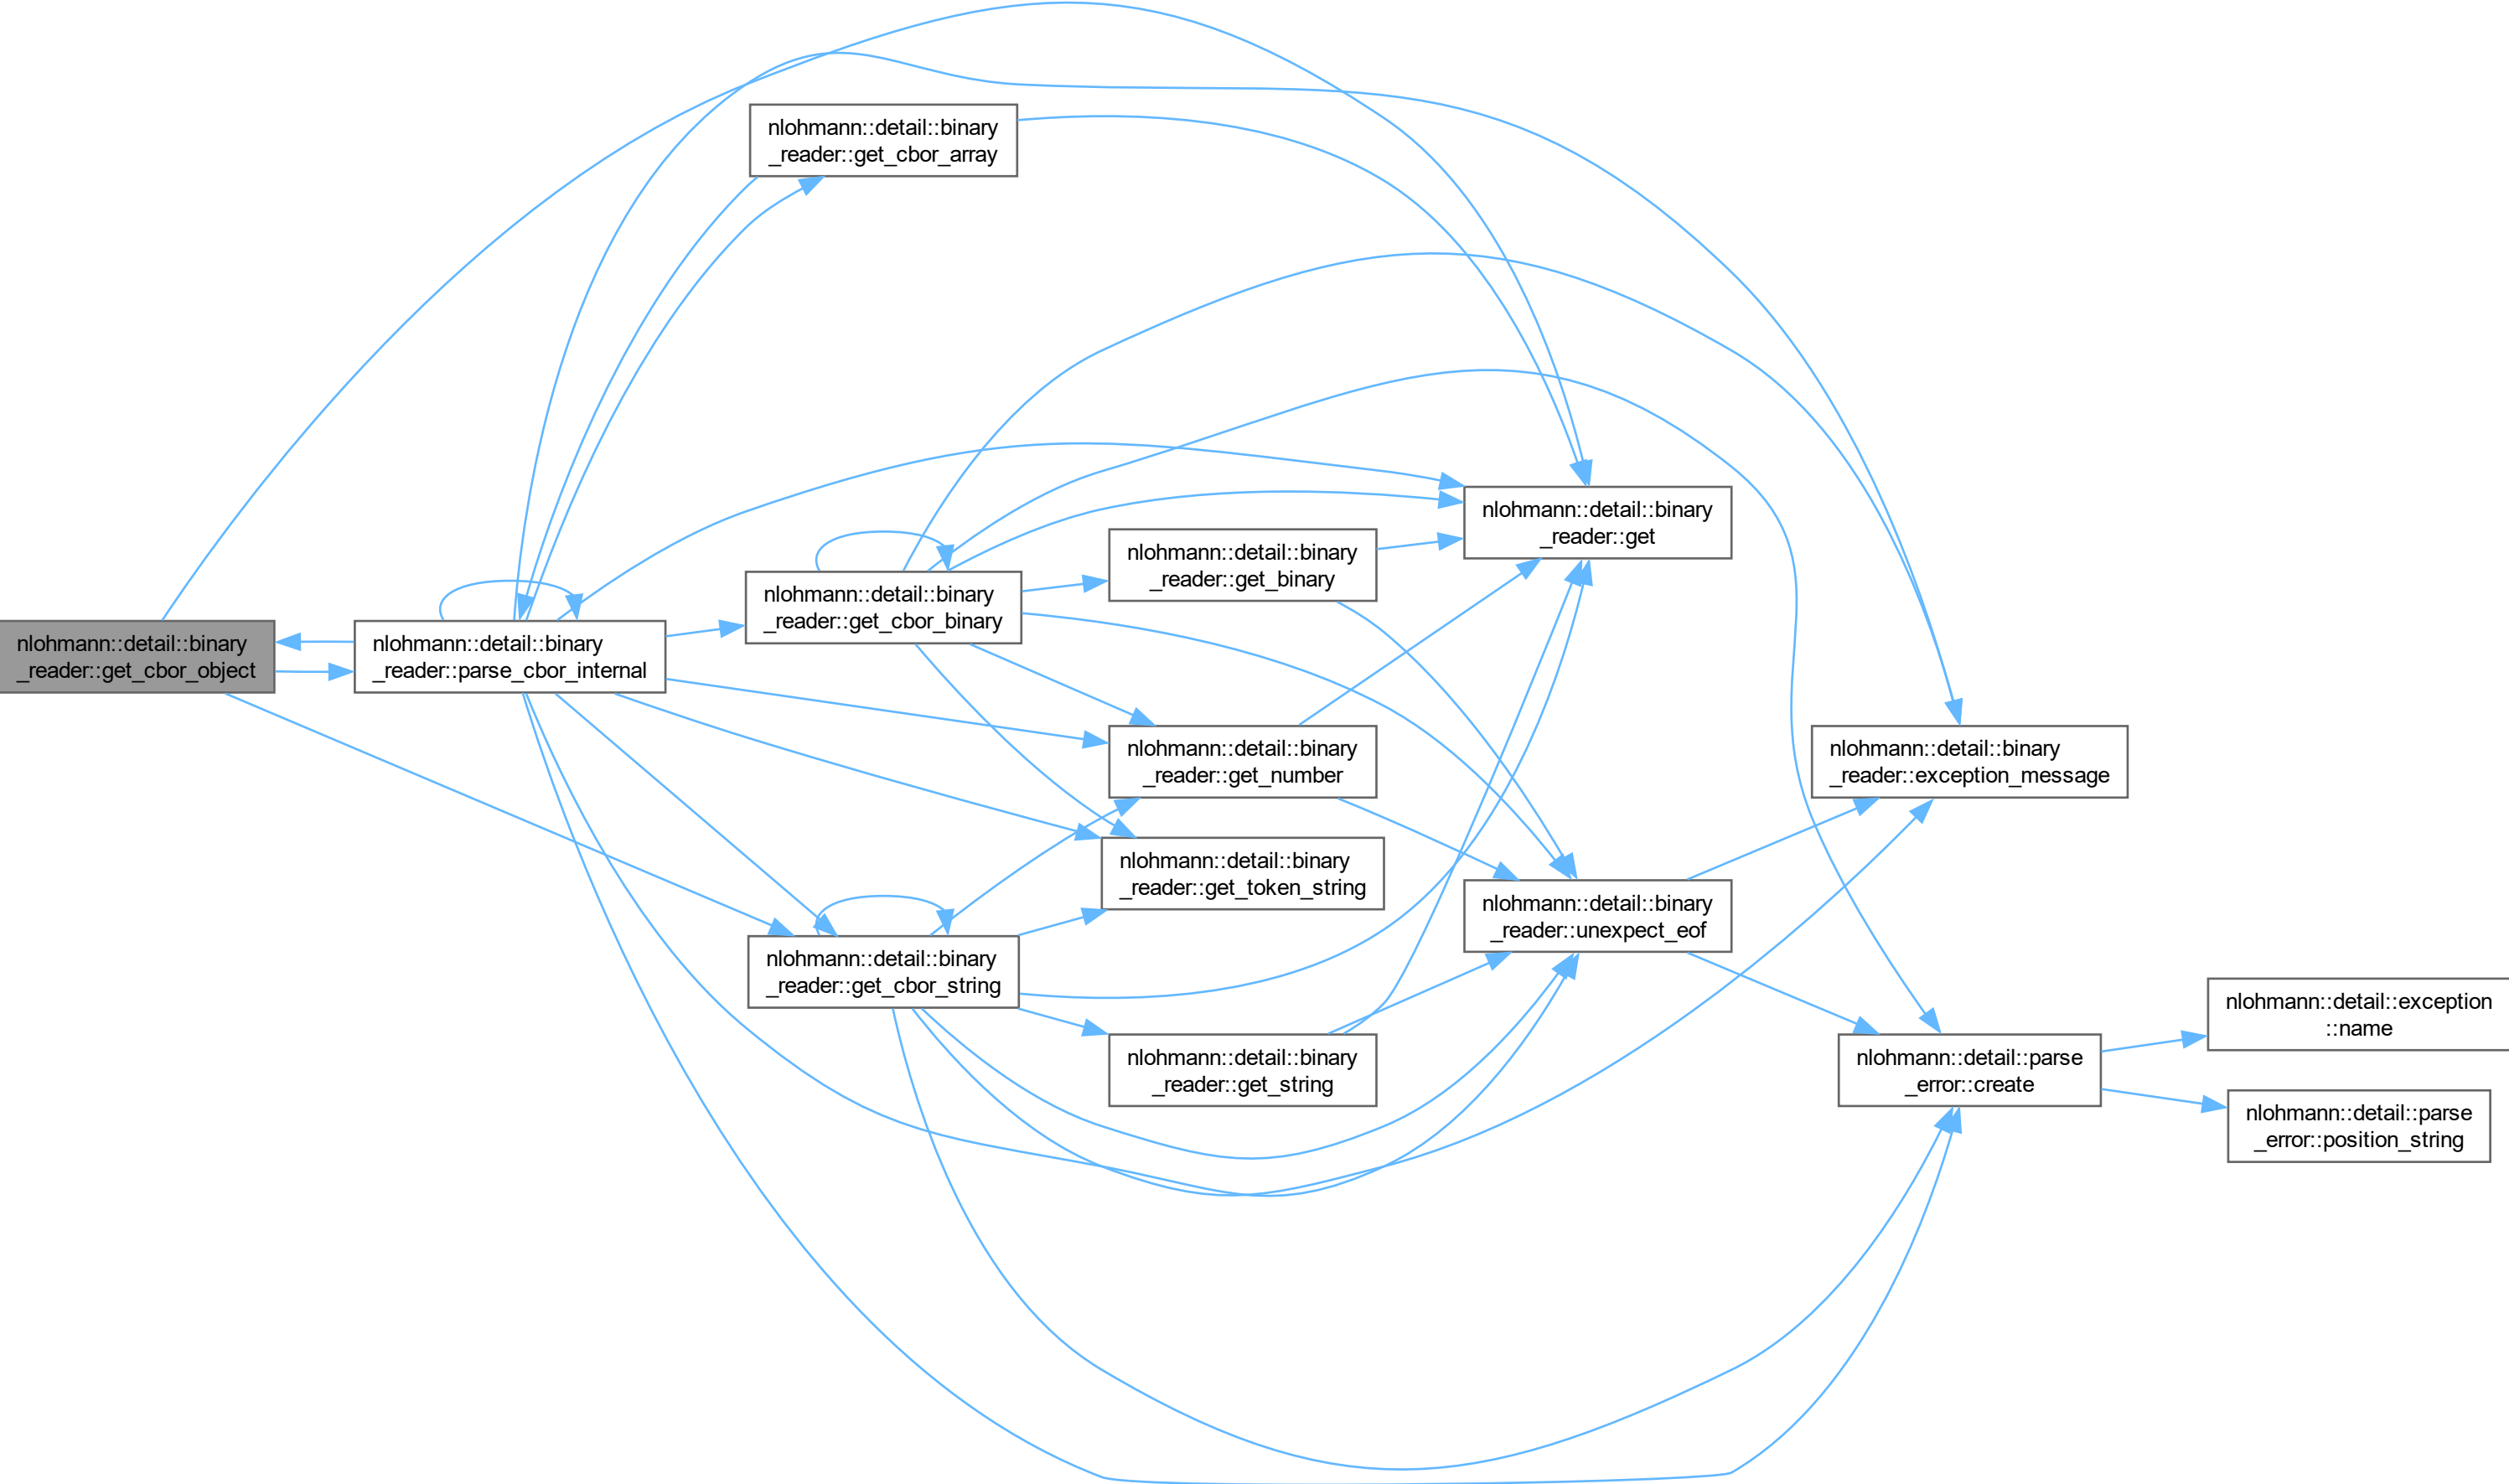 nlohmann::detail::binary
_reader::get_cbor_object
nlohmann::detail::binary
_reader::parse_cbor_internal
nlohmann::detail::binary
_reader::get_cbor_array
nlohmann::detail::binary
_reader::get_cbor_binary
nlohmann::detail::binary
_reader::get_cbor_string
nlohmann::detail::binary
_reader::get_binary
nlohmann::detail::binary
_reader::get_number
nlohmann::detail::binary
_reader::get_token_string
nlohmann::detail::binary
_reader::get_string
nlohmann::detail::binary
_reader::get
nlohmann::detail::binary
_reader::unexpect_eof
nlohmann::detail::binary
_reader::exception_message
nlohmann::detail::parse
_error::create
nlohmann::detail::exception
::name
nlohmann::detail::parse
_error::position_string